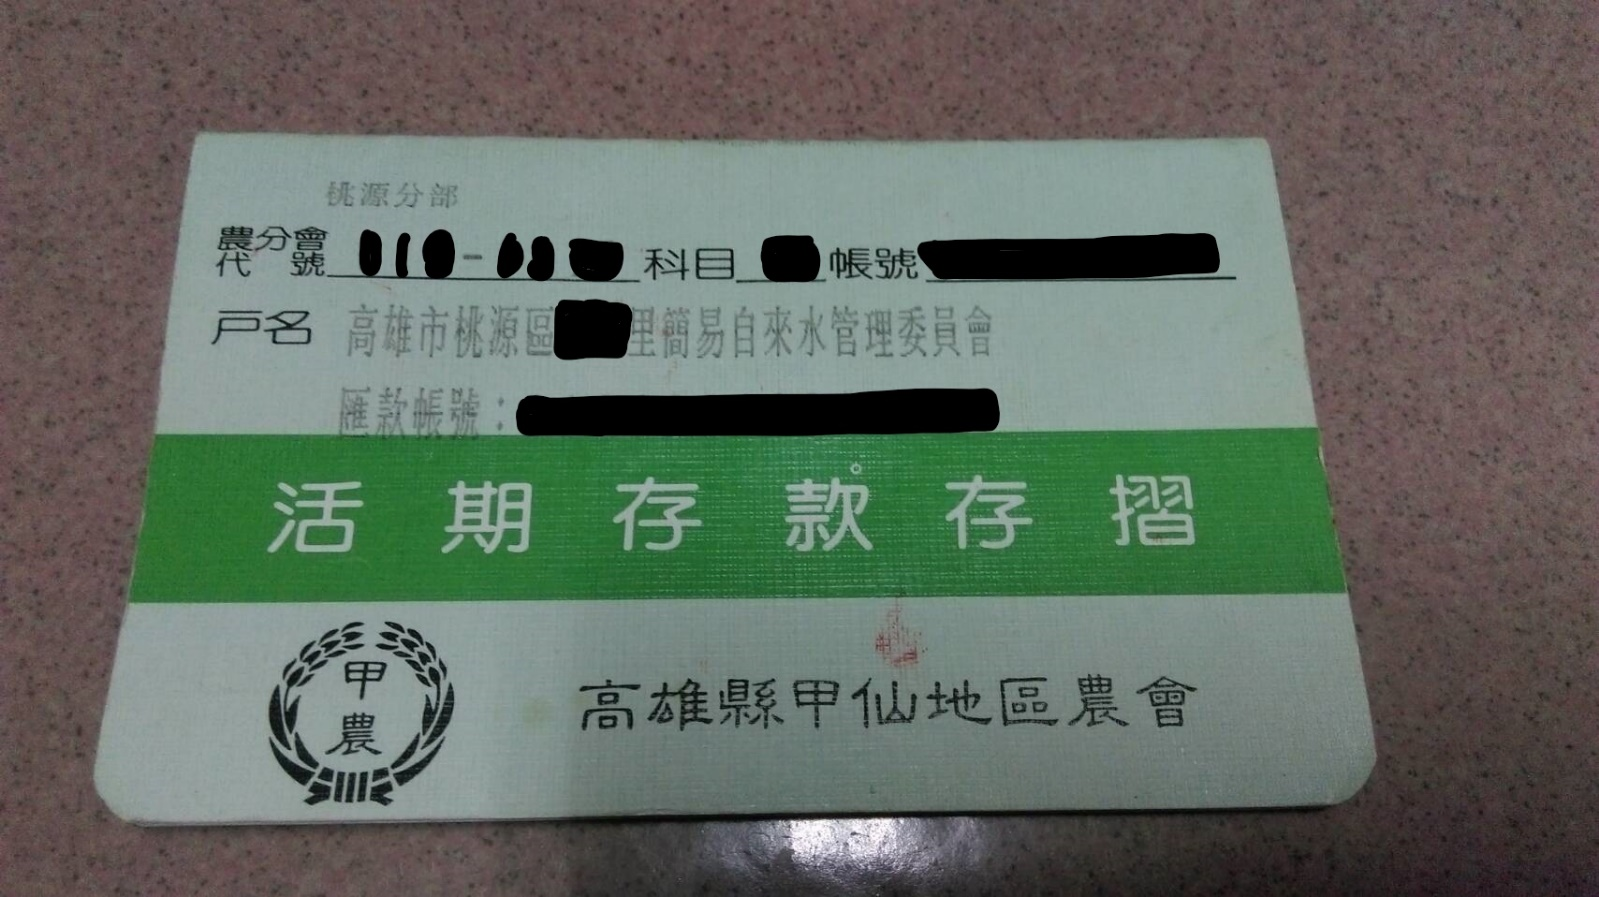 桃源分部
農分會代號 - 科目 帳號
戶名 高雄市桃源區 里簡易自來水管理委員會
匯款帳號：
活期存款存摺
甲農
高雄縣甲仙地區農會